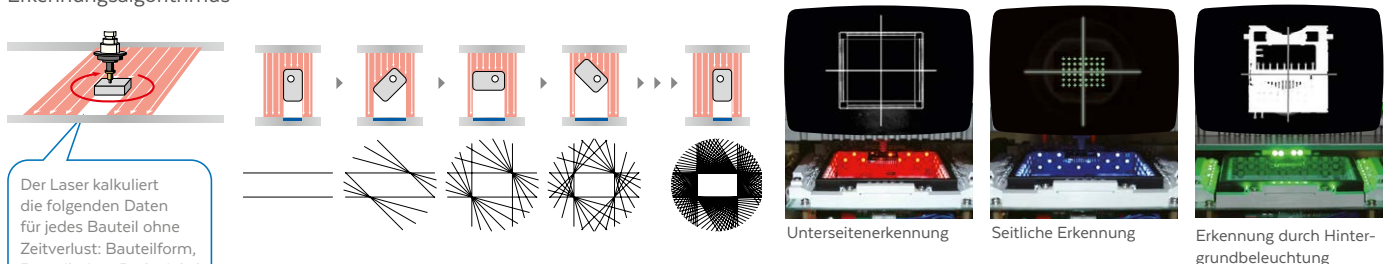 Erkennungsalgorithmus
Der Laser kalkuliert
die folgenden Daten
für jedes Bauteil ohne
Zeitverlust: Bauteilform,
Unterseitenerkennung
Seitliche Erkennung
Erkennung durch Hinter-
grundbeleuchtung